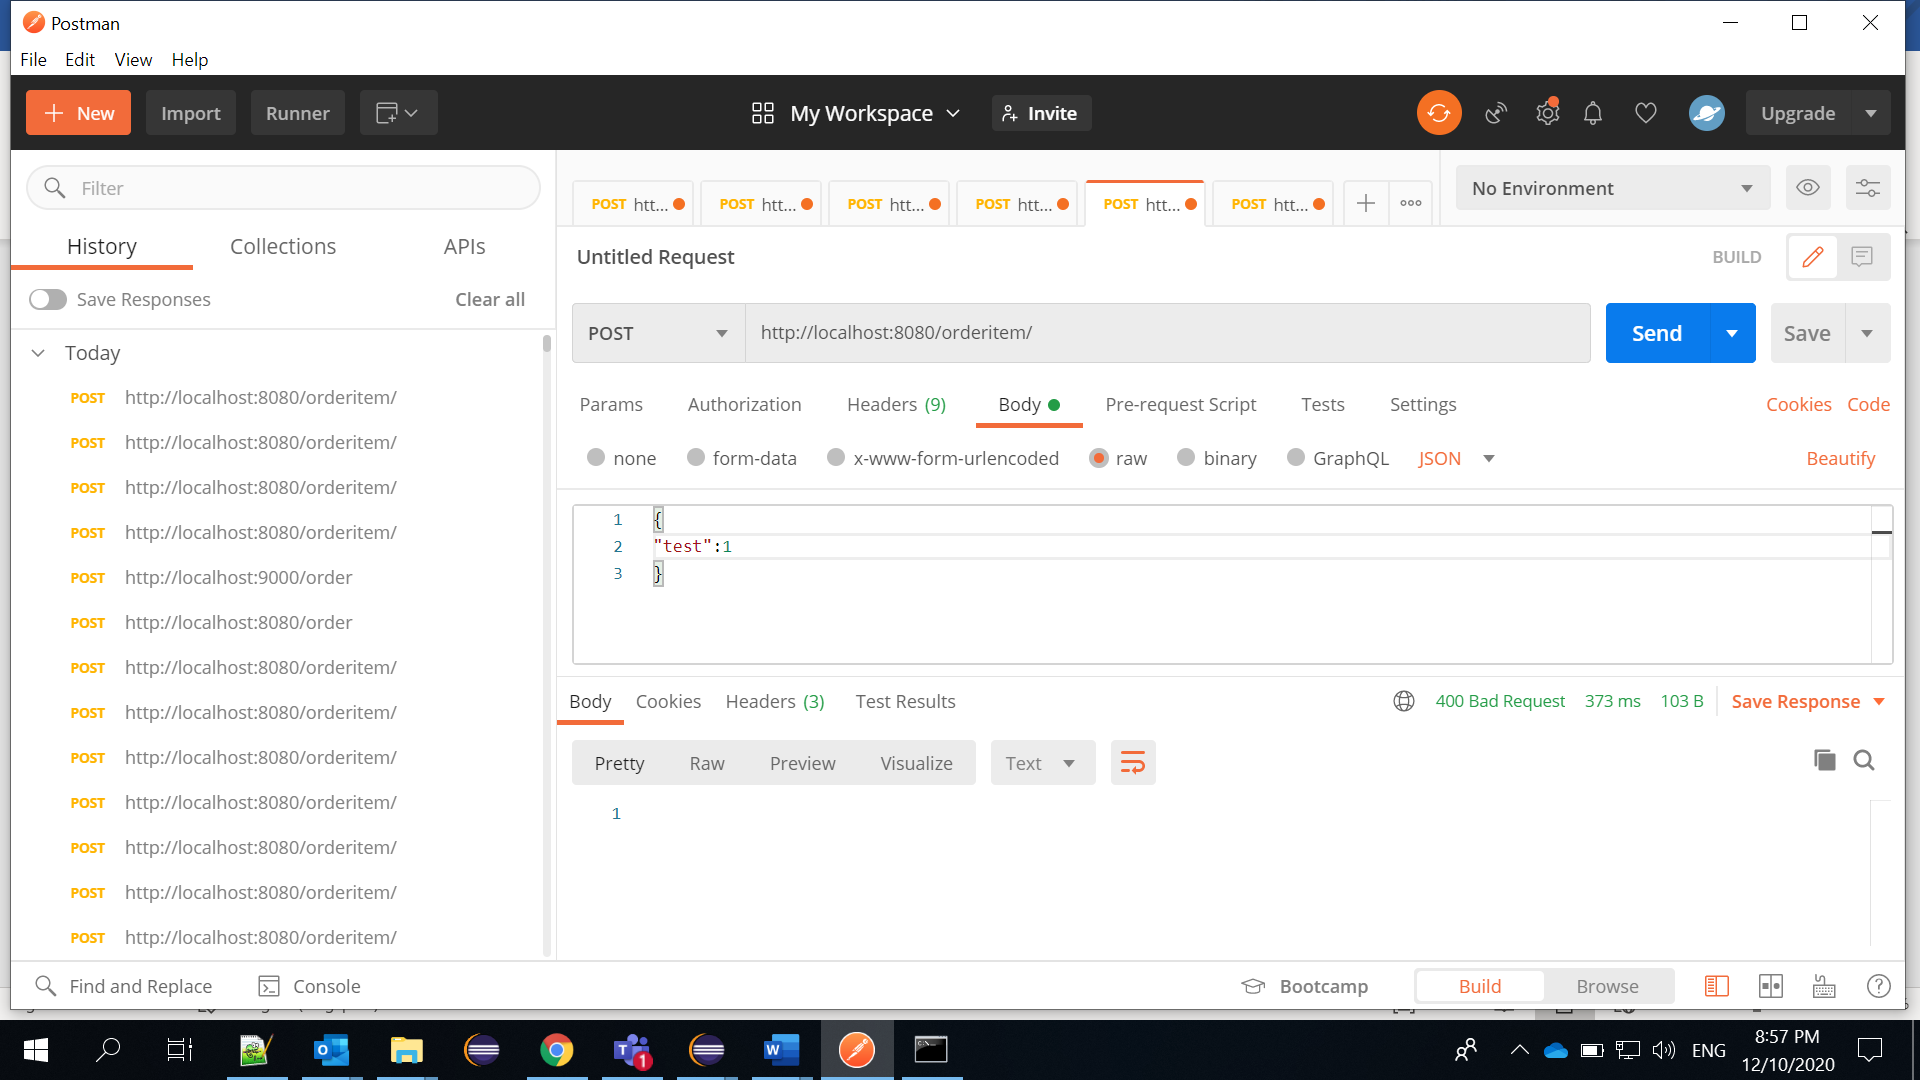 Postman
File Edit View Help
New Import Runner My Workspace Invite Upgrade
Filter
History Collections APIs
Save Responses Clear all
Today
POST http://localhost:8080/orderitem/
POST http://localhost:8080/orderitem/
POST http://localhost:8080/orderitem/
POST http://localhost:8080/orderitem/
POST http://localhost:9000/order
POST http://localhost:8080/order
POST http://localhost:8080/orderitem/
POST http://localhost:8080/orderitem/
POST http://localhost:8080/orderitem/
POST http://localhost:8080/orderitem/
POST http://localhost:8080/orderitem/
POST http://localhost:8080/orderitem/
POST http://localhost:8080/orderitem/
POST htt... POST htt... POST htt... POST htt... POST htt... POST htt... No Environment
Untitled Request BUILD
POST http://localhost:8080/orderitem/ Send Save
Params Authorization Headers (9) Body Pre-request Script Tests Settings Cookies Code
none form-data x-www-form-urlencoded raw binary GraphQL JSON Beautify
1 {
2 "test":1
3 }
Body Cookies Headers (3) Test Results 400 Bad Request 373 ms 103 B Save Response
Pretty Raw Preview Visualize Text
1
Find and Replace Console Bootcamp Build Browse
1 ENG 8:57 PM
12/10/2020